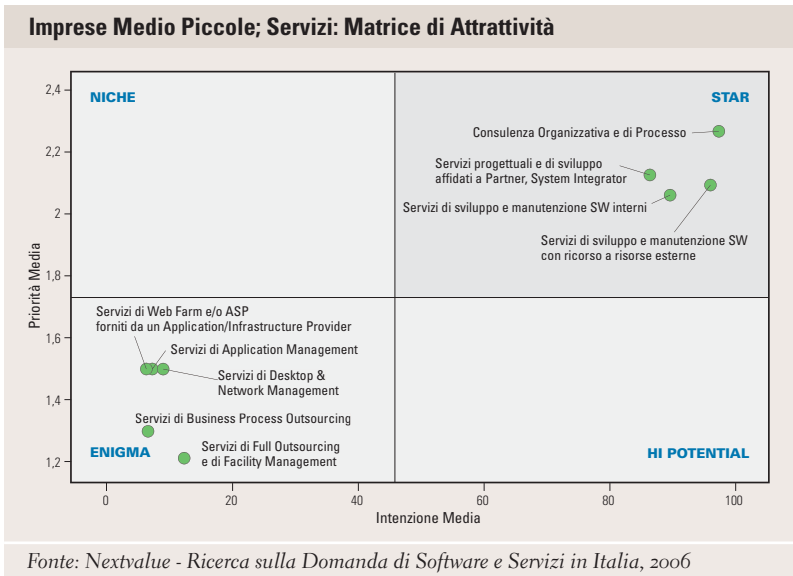 Imprese Medio Piccole; Servizi: Matrice di Attrattività
NICHE
STAR
Consulenza Organizzativa e di Processo
Servizi progettuali e di sviluppo
affidati a Partner, System Integrator
Servizi di sviluppo e manutenzione SW interni
Servizi di sviluppo e manutenzione SW
con ricorso a risorse esterne
Servizi di Web Farm e/o ASP
forniti da un Application/Infrastructure Provider
Servizi di Application Management
Servizi di Desktop &
Network Management
Servizi di Business Process Outsourcing
Servizi di Full Outsourcing
e di Facility Management
ENIGMA
HI POTENTIAL
Priorità Media
2,4
2,2
2
1,8
1,6
1,4
1,2
0
20
40
60
80
100
Intenzione Media
Fonte: Nextvalue - Ricerca sulla Domanda di Software e Servizi in Italia, 2006